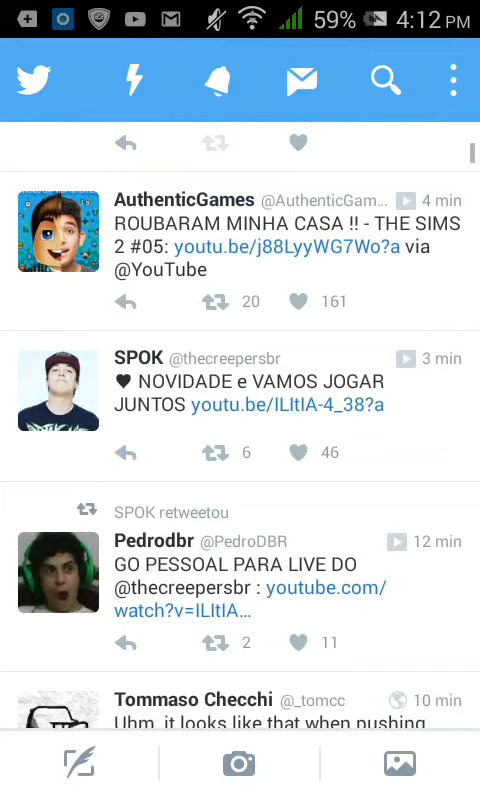 59% 4:12 PM
AuthenticGames @AuthenticGam... 4 min
ROUBARAM MINHA CASA !! - THE SIMS
2 #05: youtu.be/j88LyyWG7Wo?a via
@YouTube
20 161
SPOK @thecreepersbr 3 min
♥ NOVIDADE e VAMOS JOGAR
JUNTOS youtu.be/ILItIA-4_38?a
6 46
SPOK retweetou
Pedrodbr @PedroDBR 12 min
GO PESSOAL PARA LIVE DO
@thecreepersbr : youtube.com/
watch?v=ILItIA…
2 11
Tommaso Checchi @_tomcc 10 min
Uhm, it looks like that when pushing